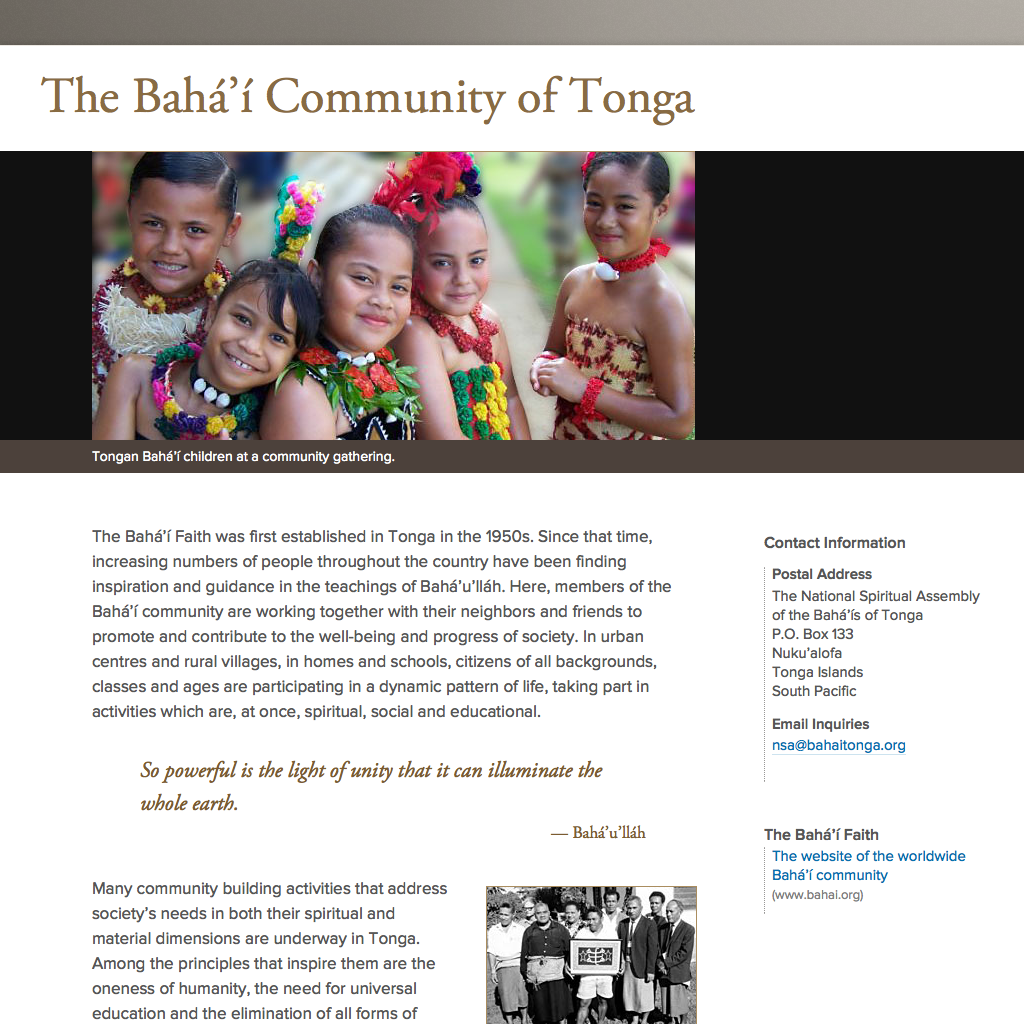 The Bahá’í Community of Tonga
Tongan Bahá’í children at a community gathering.
The Bahá’í Faith was first established in Tonga in the 1950s. Since that time,
increasing numbers of people throughout the country have been finding
inspiration and guidance in the teachings of Bahá’u’lláh. Here, members of the
Bahá’í community are working together with their neighbors and friends to
promote and contribute to the well-being and progress of society. In urban
centres and rural villages, in homes and schools, citizens of all backgrounds,
classes and ages are participating in a dynamic pattern of life, taking part in
activities which are, at once, spiritual, social and educational.
So powerful is the light of unity that it can illuminate the
whole earth.
— Bahá’u’lláh
Many community building activities that address
society’s needs in both their spiritual and
material dimensions are underway in Tonga.
Among the principles that inspire them are the
oneness of humanity, the need for universal
education and the elimination of all forms of
Contact Information
Postal Address
The National Spiritual Assembly
of the Bahá’ís of Tonga
P.O. Box 133
Nuku’alofa
Tonga Islands
South Pacific
Email Inquiries
nsa@bahaitonga.org
The Bahá’í Faith
The website of the worldwide
Bahá’í community
(www.bahai.org)